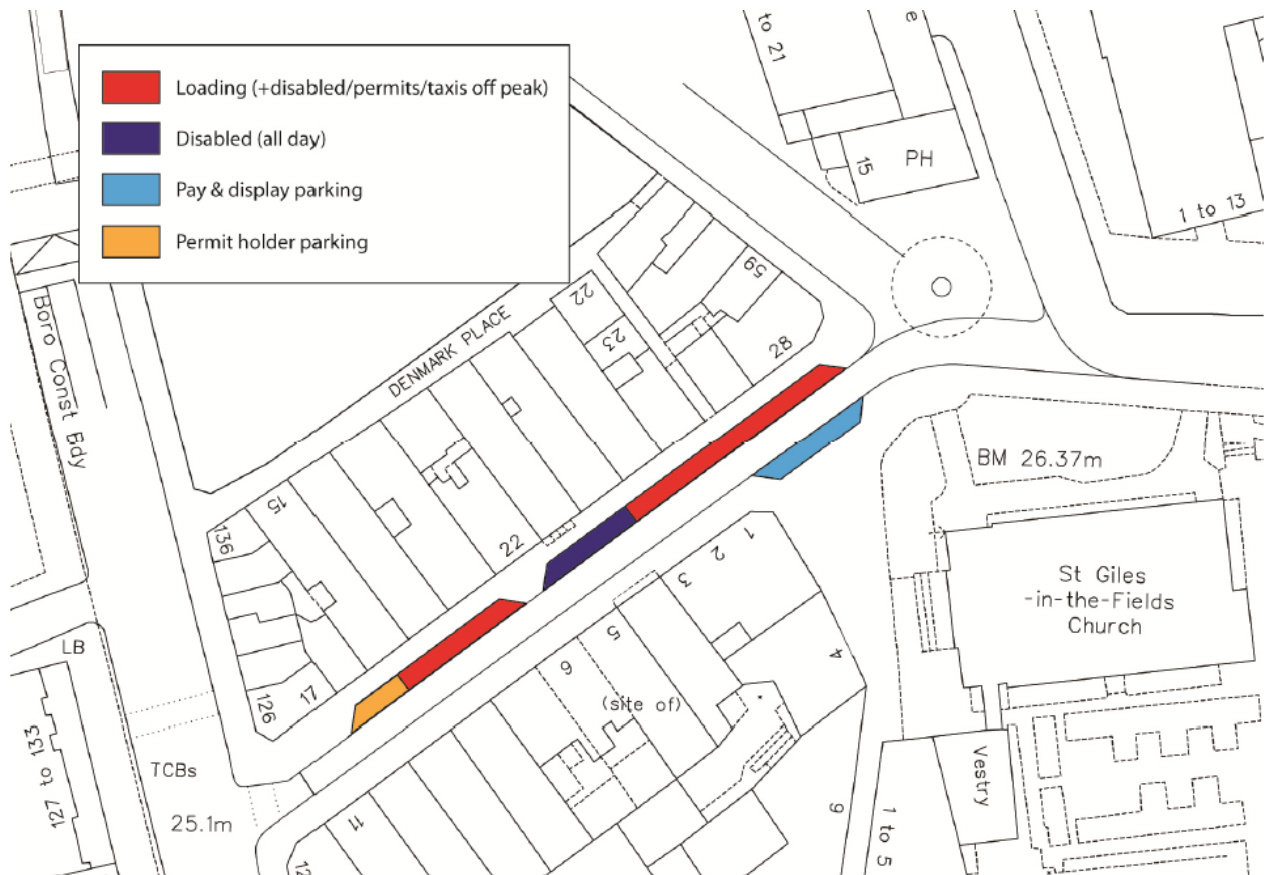 Loading (+disabled/permits/taxis off peak)
Disabled (all day)
Pay & display parking
Permit holder parking
to 21
e
15
PH
1 to 13
Boro Const Bdy
DENMARK PLACE
59
22
23
28
15
136
22
BM 26.37m
1
2
3
4
5
6
(site of)
St Giles
-in-the-Fields
Church
LB
17
126
127 to 133
TCBs
25.1m
11
12
9
1 to 5
Vestry